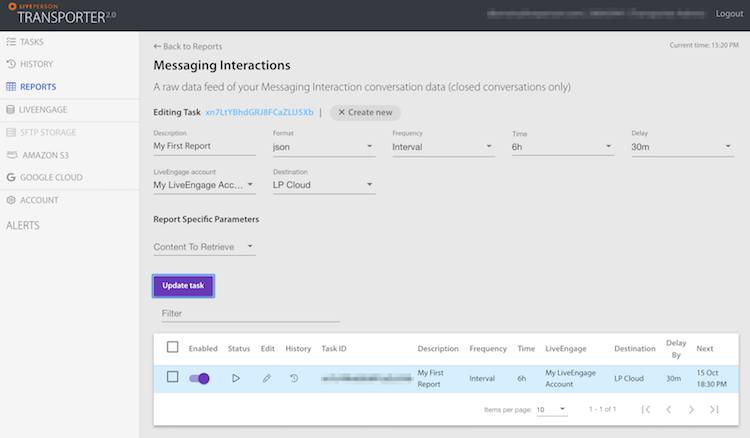 LIVEPERSON
TRANSPORTER 2.0
Logout
TASKS
HISTORY
REPORTS
LIVEENGAGE
SFTP STORAGE
AMAZON S3
GOOGLE CLOUD
ACCOUNT
ALERTS
Back to Reports
Current time: 15:20 PM
Messaging Interactions
A raw data feed of your Messaging Interaction conversation data (closed conversations only)
Editing Task xn7LtYBhdGRJ8FCaZLUSXb | × Create new
Description Format Frequency Time Delay
My First Report json Interval 6h 30m
LiveEngage account Destination
My LiveEngage Acc... LP Cloud
Report Specific Parameters
Content To Retrieve
Update task
Filter
Enabled Status Edit History Task ID Description Frequency Time LiveEngage Destination Delay By Next
My First Report Interval 6h My LiveEngage Account LP Cloud 30m 15 Oct 18:30 PM
Items per page: 10 1 - 1 of 1